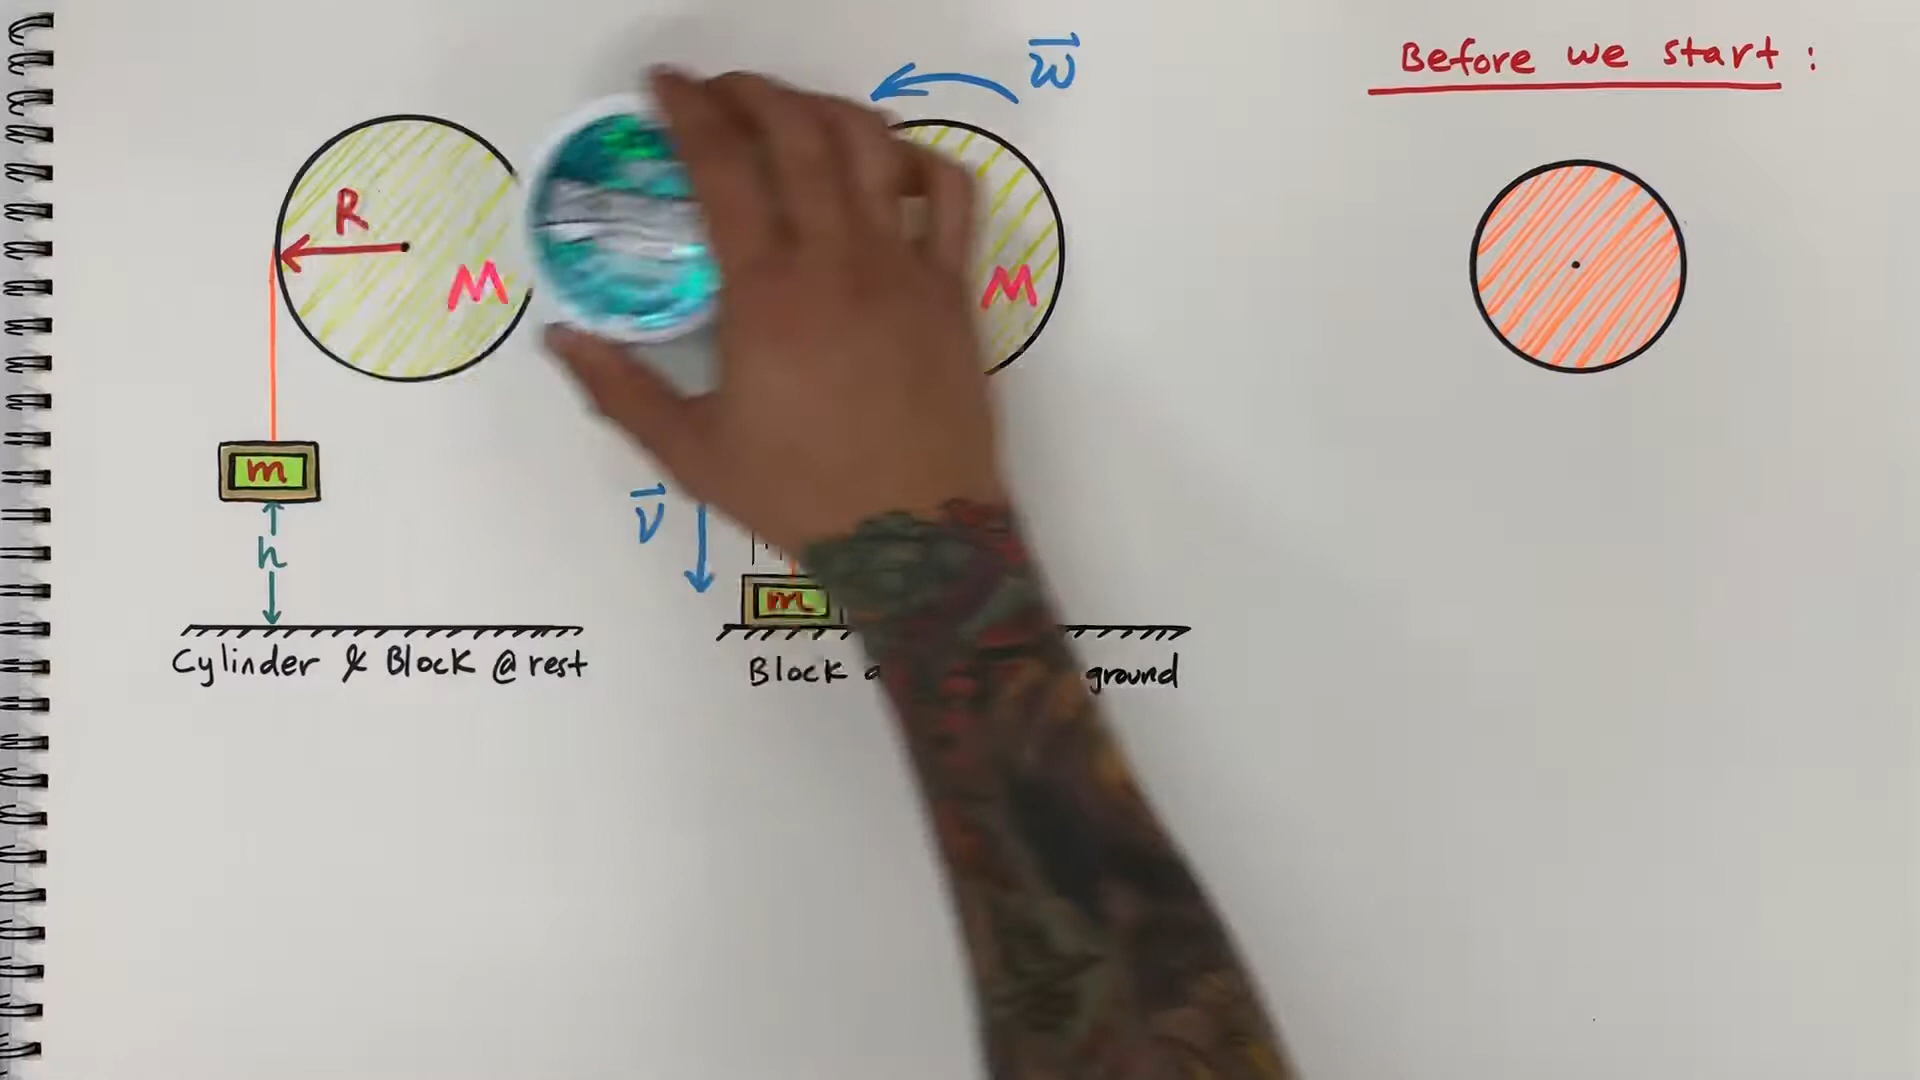 Before we start :
w
R
M
M
m
v
h
m
Cylinder & Block @ rest
Block
ground